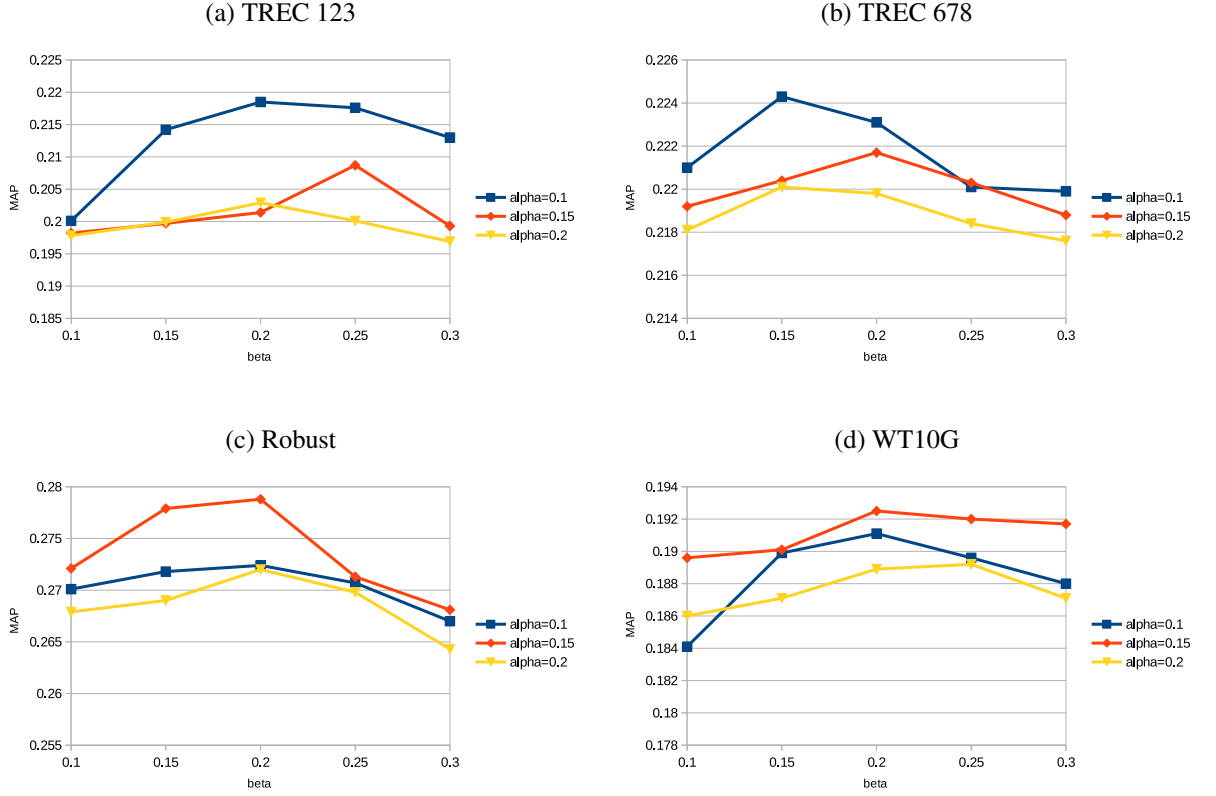 (a) TREC 123
0.225
0.22
0.215
0.21
0.205
0.2
0.195
0.19
0.185
MAP
0.1 0.15 0.2 0.25 0.3
beta
alpha=0.1
alpha=0.15
alpha=0.2
(b) TREC 678
0.226
0.224
0.222
0.22
0.218
0.216
0.214
MAP
0.1 0.15 0.2 0.25 0.3
beta
alpha=0.1
alpha=0.15
alpha=0.2
(c) Robust
0.28
0.275
0.27
0.265
0.26
0.255
MAP
0.1 0.15 0.2 0.25 0.3
beta
alpha=0.1
alpha=0.15
alpha=0.2
(d) WT10G
0.194
0.192
0.19
0.188
0.186
0.184
0.182
0.18
0.178
MAP
0.1 0.15 0.2 0.25 0.3
beta
alpha=0.1
alpha=0.15
alpha=0.2